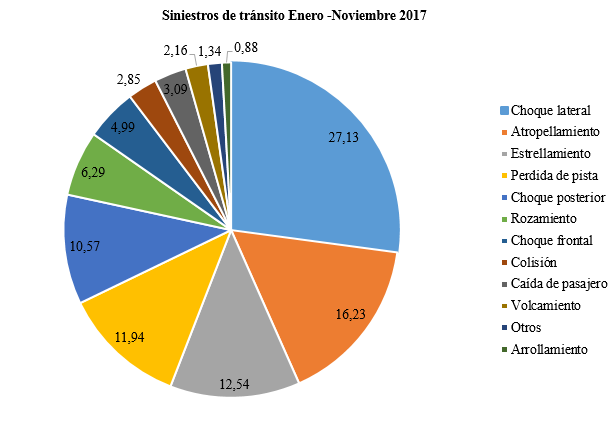 Siniestros de tránsito Enero -Noviembre 2017
27,13
16,23
12,54
11,94
10,57
6,29
4,99
2,85
3,09
2,16
1,34
0,88
Choque lateral
Atropellamiento
Estrellamiento
Perdida de pista
Choque posterior
Rozamiento
Choque frontal
Colisión
Caída de pasajero
Volcamiento
Otros
Arrollamiento